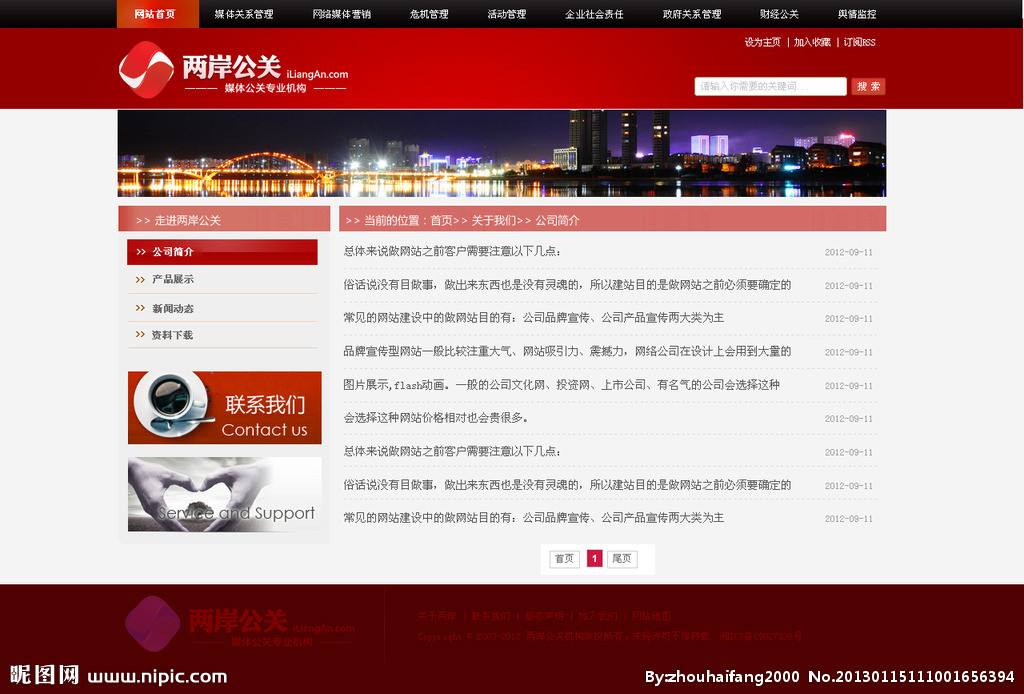 网站首页 媒体关系管理 网络媒体营销 危机管理 活动管理 企业社会责任 政府关系管理 财经公关 舆情监控
设为主页 | 加入收藏 | 订阅RSS
两岸公关 iLiangAn.com
媒体公关专业机构
请输入你需要的关键词... 搜 索
>> 走进两岸公关
>> 公司简介
>> 产品展示
>> 新闻动态
>> 资料下载
联系我们
Contact us
Service and Support
>> 当前的位置：首页>> 关于我们>> 公司简介
总体来说做网站之前客户需要注意以下几点： 2012-09-11
俗话说没有目做事，做出来东西也是没有灵魂的，所以建站目的是做网站之前必须要确定的 2012-09-11
常见的网站建设中的做网站目的有：公司品牌宣传、公司产品宣传两大类为主 2012-09-11
品牌宣传型网站一般比较注重大气、网站吸引力、震撼力，网络公司在设计上会用到大量的 2012-09-11
图片展示,flash动画。一般的公司文化网、投资网、上市公司、有名气的公司会选择这种 2012-09-11
会选择这种网站价格相对也会贵很多。 2012-09-11
总体来说做网站之前客户需要注意以下几点： 2012-09-11
俗话说没有目做事，做出来东西也是没有灵魂的，所以建站目的是做网站之前必须要确定的 2012-09-11
常见的网站建设中的做网站目的有：公司品牌宣传、公司产品宣传两大类为主 2012-09-11
首页 1 尾页
两岸公关 iLiangAn.com
媒体公关专业机构
关于两岸 | 联系我们 | 版权声明 | 加入我们 | 网站地图
昵图网 www.nipic.com
By:zhouhaifang2000 No.20130115111001656394